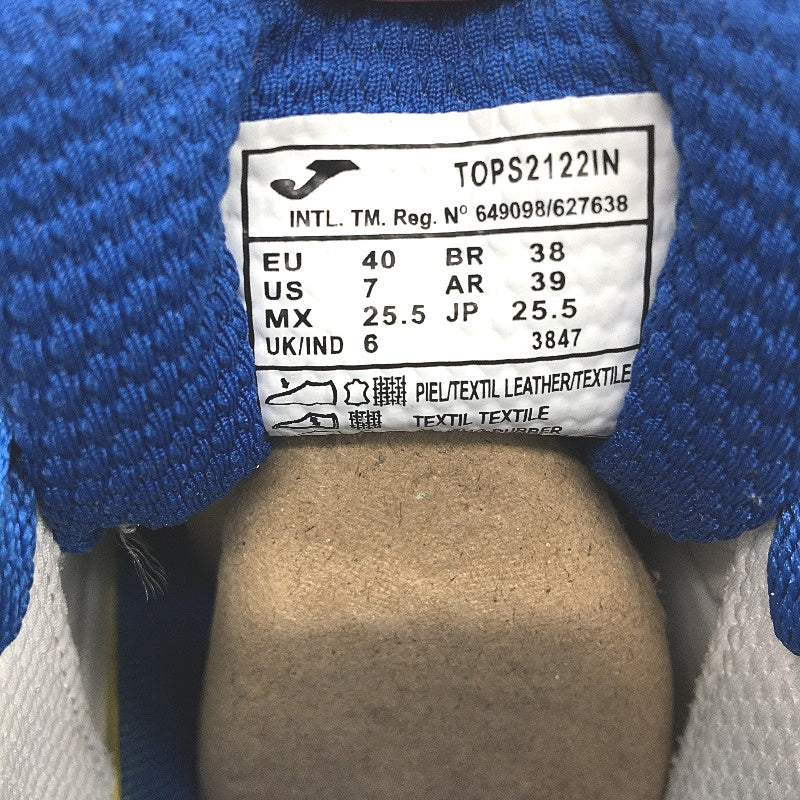 TOPS2122IN
INTL. TM. Reg. Nº 649098/627638
EU 40 BR 38
US 7 AR 39
MX 25.5 JP 25.5
UK/IND 6 3847
PIEL/TEXTIL LEATHER/TEXTILE
TEXTIL TEXTILE
RUBBER